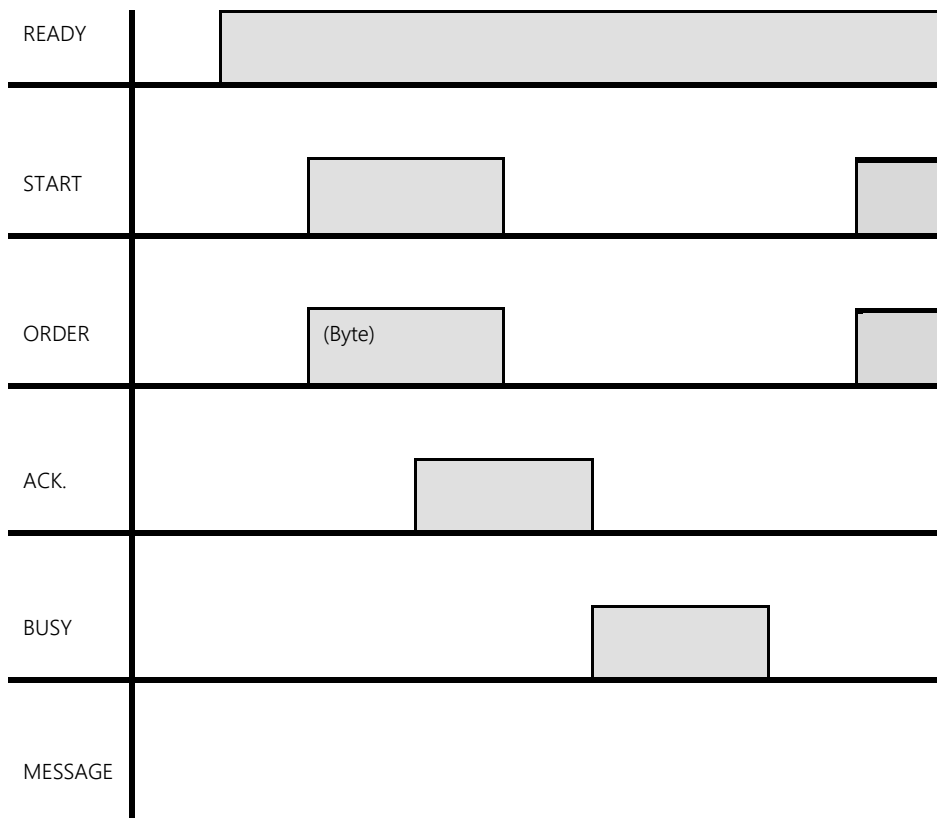 READY
START
ORDER
(Byte)
ACK.
BUSY
MESSAGE